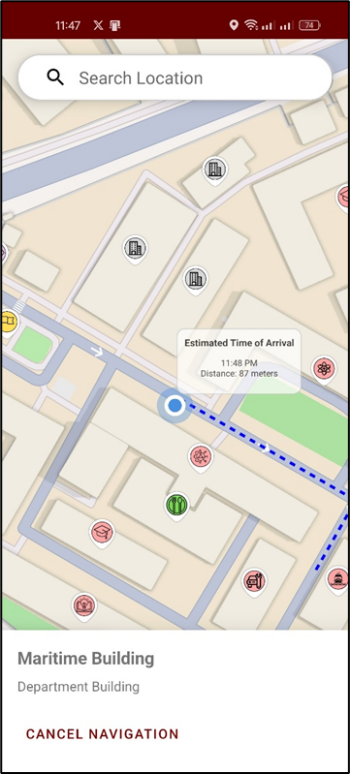 11:47 X 74
Search Location
Estimated Time of Arrival
11:48 PM
Distance: 87 meters
Maritime Building
Department Building
CANCEL NAVIGATION